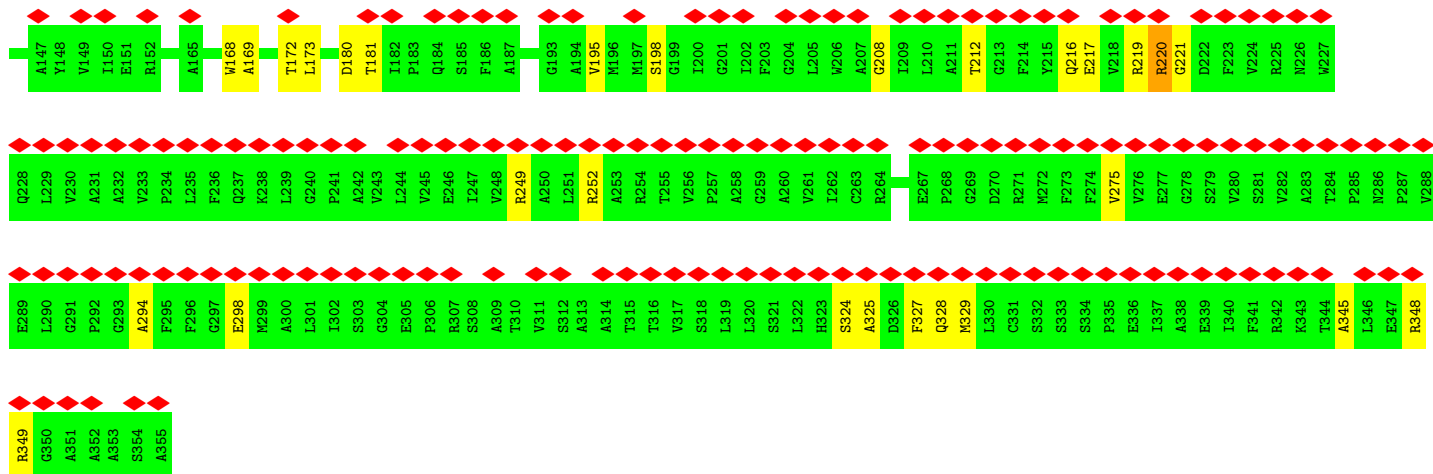 A147 Y148 V149 I150 E151 R152 A165 W168 A169 T172 L173 D180 T181 I182 P183 Q184 S185 F186 A187 G193 A194 V195 M196 M197 S198 G199 I200 G201 I202 F203 G204 L205 W206 A207 G208 I209 L210 A211 T212 G213 F214 Y215 Q216 E217 V218 R219 R220 G221 D222 F223 V224 R225 N226 W227
Q228 L229 V230 A231 A232 V233 P234 L235 F236 Q237 K238 L239 G240 P241 A242 V243 L244 V245 E246 I247 V248 R249 A250 L251 R252 A253 R254 T255 V256 P257 A258 G259 A260 V261 I262 C263 R264 E267 P268 G269 D270 R271 M272 F273 F274 V275 V276 E277 G278 S279 V280 S281 V282 A283 T284 P285 N286 P287 V288
E289 L290 G291 P292 G293 A294 F295 F296 G297 E298 M299 A300 L301 I302 S303 G304 E305 P306 R307 S308 A309 T310 V311 S312 A313 A314 T315 T316 V317 S318 L319 L320 S321 L322 H323 S324 A325 D326 F327 Q328 M329 L330 C331 S332 S333 S334 P335 E336 I337 A338 E339 I340 F341 R342 K343 T344 A345 L346 E347 R348
R349 G350 A351 A352 A353 S354 A355